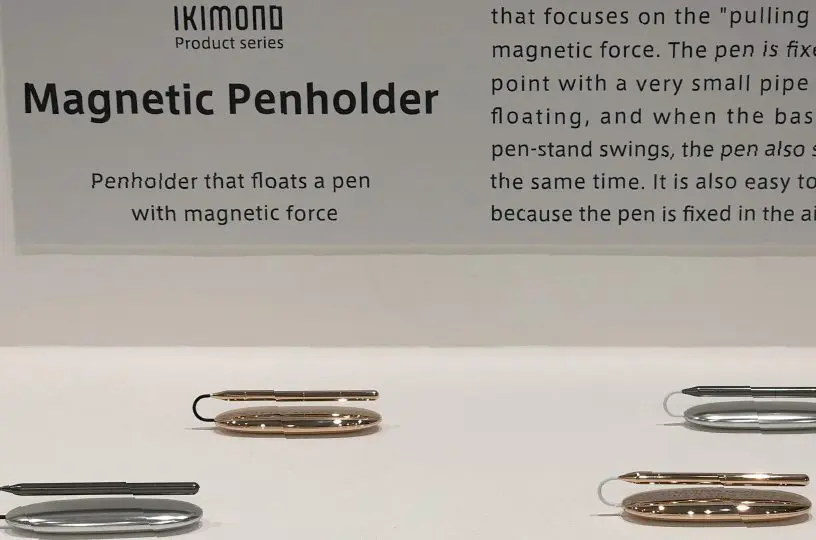 IKIMONO
Product series
Magnetic Penholder
Penholder that floats a pen
with magnetic force
that focuses on the "pulling
magnetic force. The pen is
point with a very small pipe
floating, and when the
pen-stand swings, the pen also
the same time. It is also easy to
because the pen is fixed in the